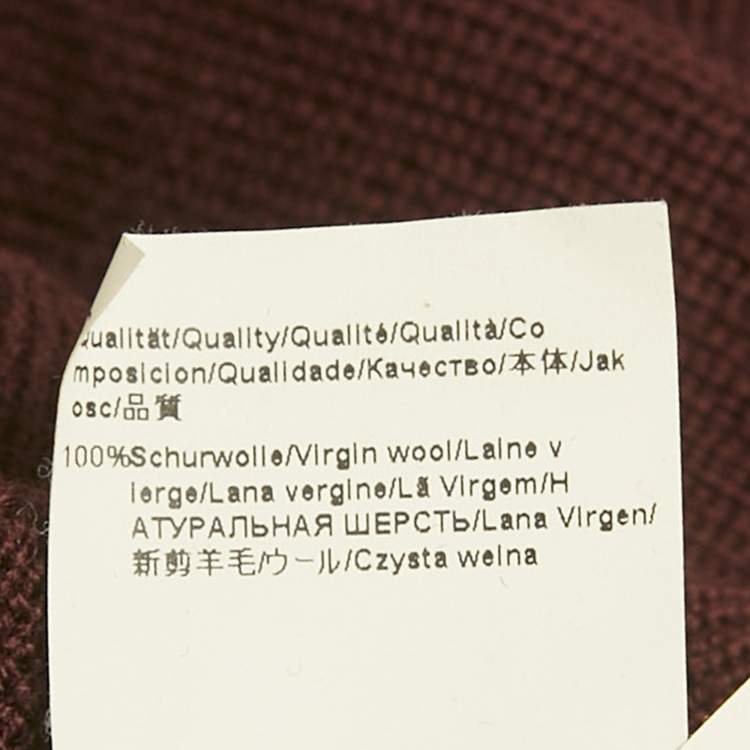 Qualität/Quality/Qualité/Qualità/Co
mposicion/Qualidade/Качество/本体/Jak
osc/品質
100%Schurwolle/Virgin wool/Laine v
ierge/Lana vergine/Lã Virgem/Н
АТУРАЛЬНАЯ ШЕРСТЬ/Lana Virgen/
新剪羊毛/ウール/Czysta welna